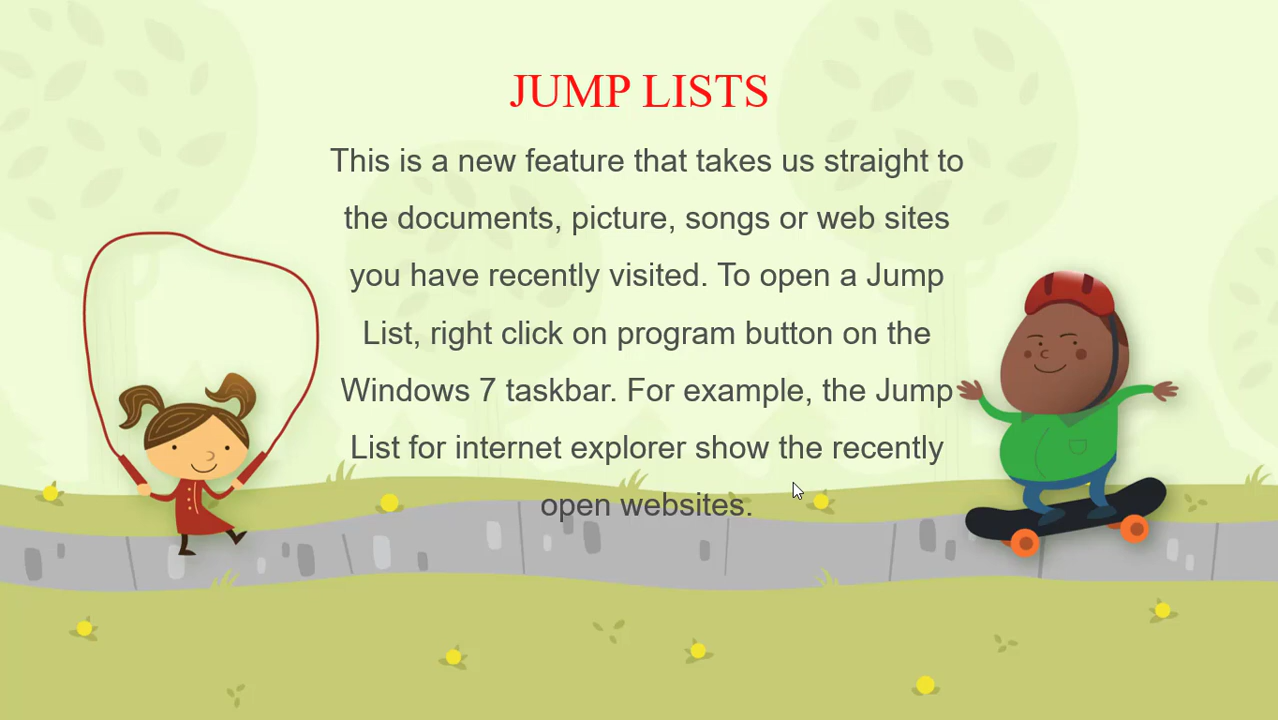 JUMP LISTS
This is a new feature that takes us straight to
the documents, picture, songs or web sites
you have recently visited. To open a Jump
List, right click on program button on the
Windows 7 taskbar. For example, the Jump
List for internet explorer show the recently
open websites.